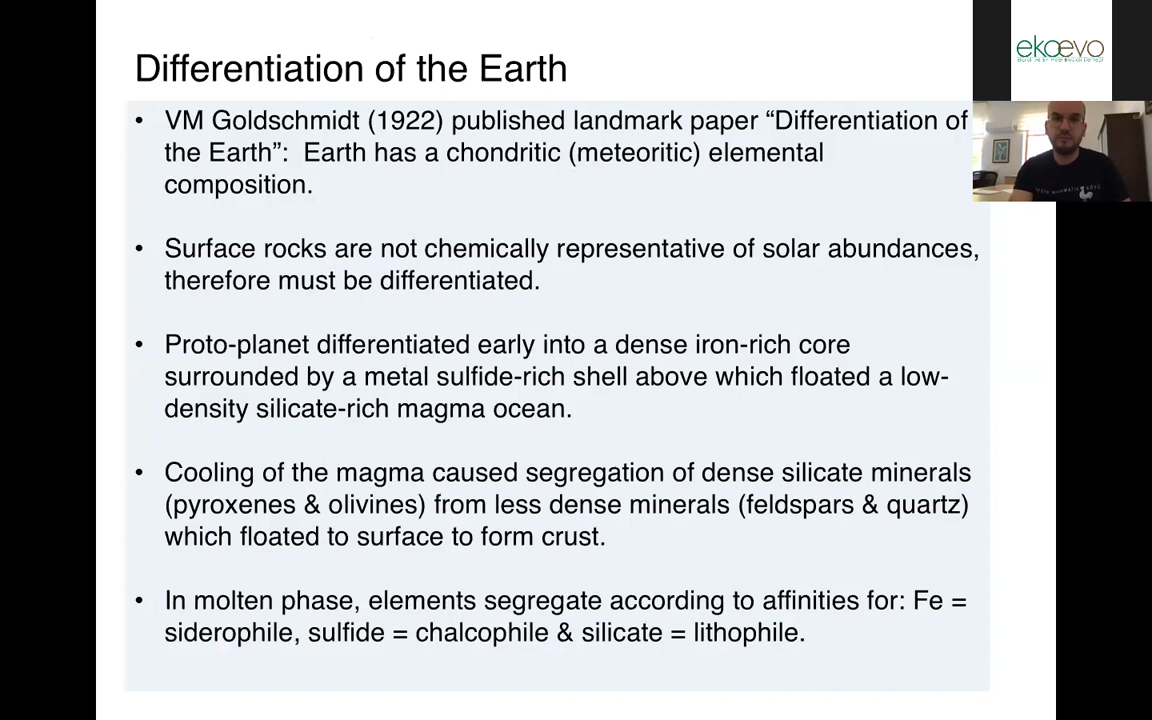 Differentiation of the Earth
• VM Goldschmidt (1922) published landmark paper “Differentiation of
the Earth”:  Earth has a chondritic (meteoritic) elemental
composition.
• Surface rocks are not chemically representative of solar abundances,
therefore must be differentiated.
• Proto-planet differentiated early into a dense iron-rich core
surrounded by a metal sulfide-rich shell above which floated a low-
density silicate-rich magma ocean.
• Cooling of the magma caused segregation of dense silicate minerals
(pyroxenes & olivines) from less dense minerals (feldspars & quartz)
which floated to surface to form crust.
• In molten phase, elements segregate according to affinities for: Fe =
siderophile, sulfide = chalcophile & silicate = lithophile.
ekoevo